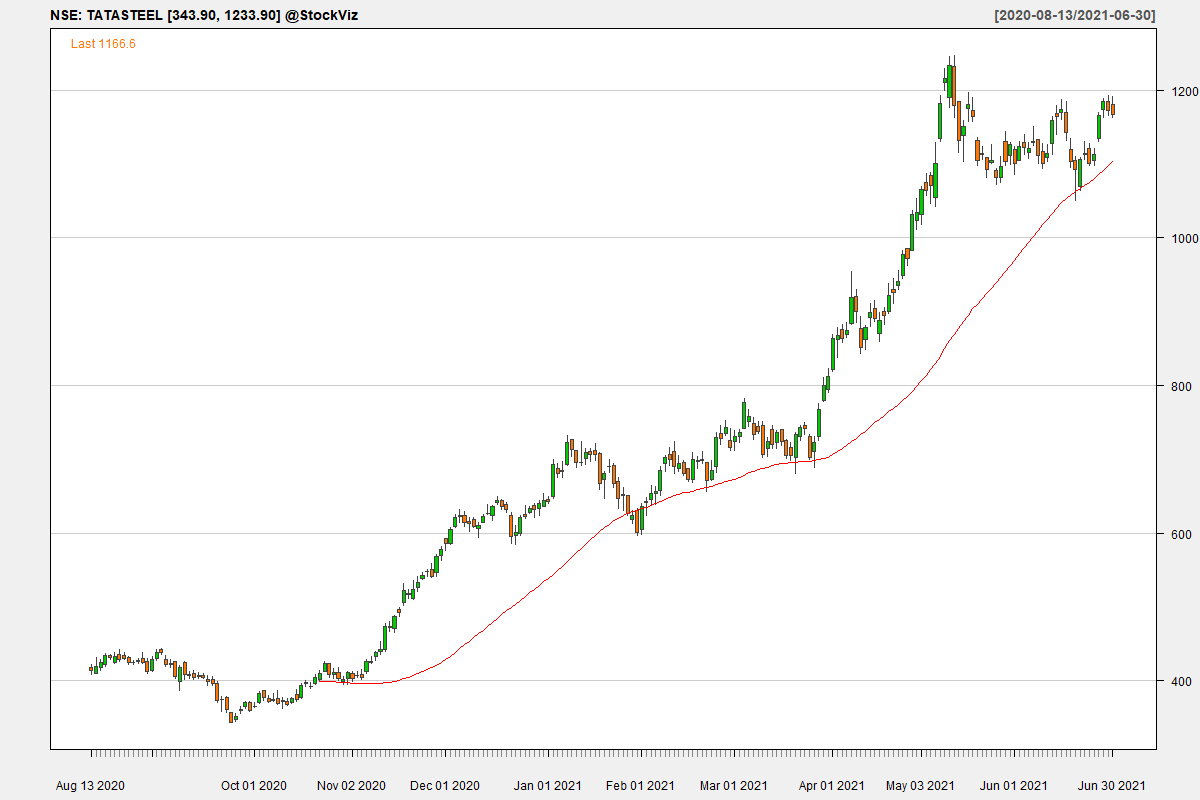 NSE: TATASTEEL [343.90, 1233.90] @StockViz [2020-08-13/2021-06-30]
Last 1166.6
1200
1000
800
600
400
Aug 13 2020 Oct 01 2020 Nov 02 2020 Dec 01 2020 Jan 01 2021 Feb 01 2021 Mar 01 2021 Apr 01 2021 May 03 2021 Jun 01 2021 Jun 30 2021